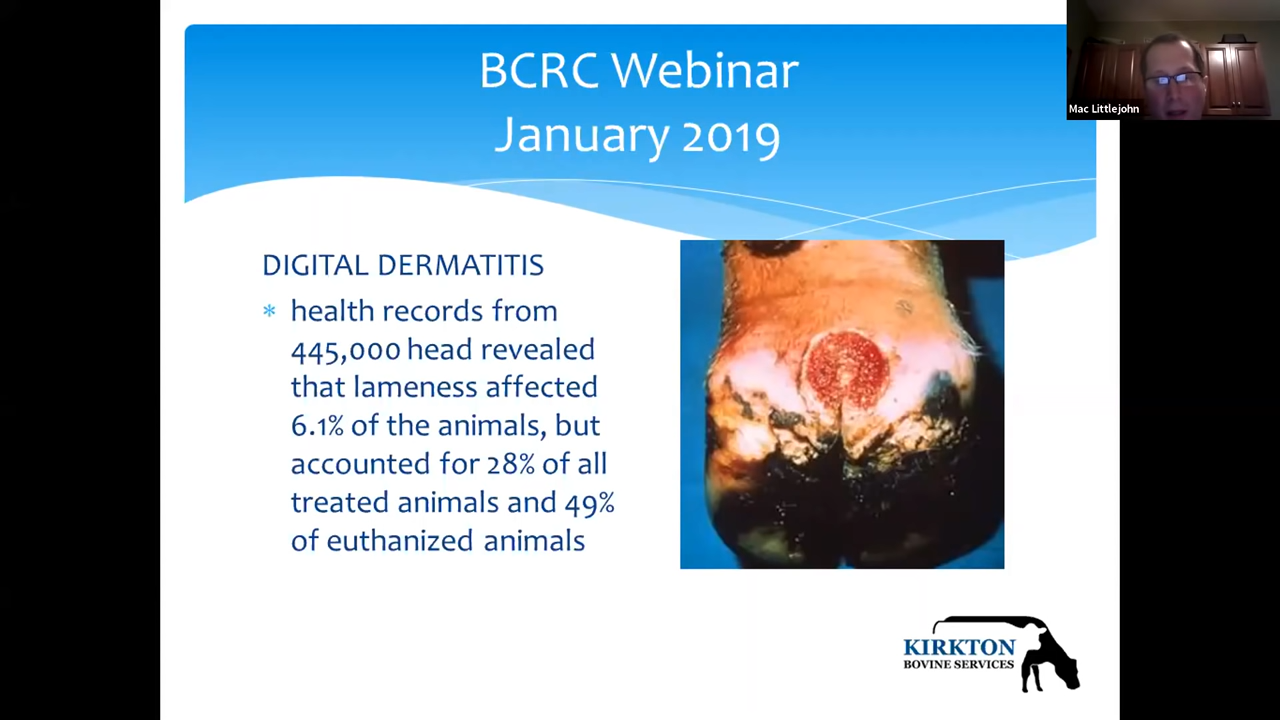 BCRC Webinar
January 2019
Mac Littlejohn
DIGITAL DERMATITIS
* health records from
445,000 head revealed
that lameness affected
6.1% of the animals, but
accounted for 28% of all
treated animals and 49%
of euthanized animals
KIRKTON
BOVINE SERVICES